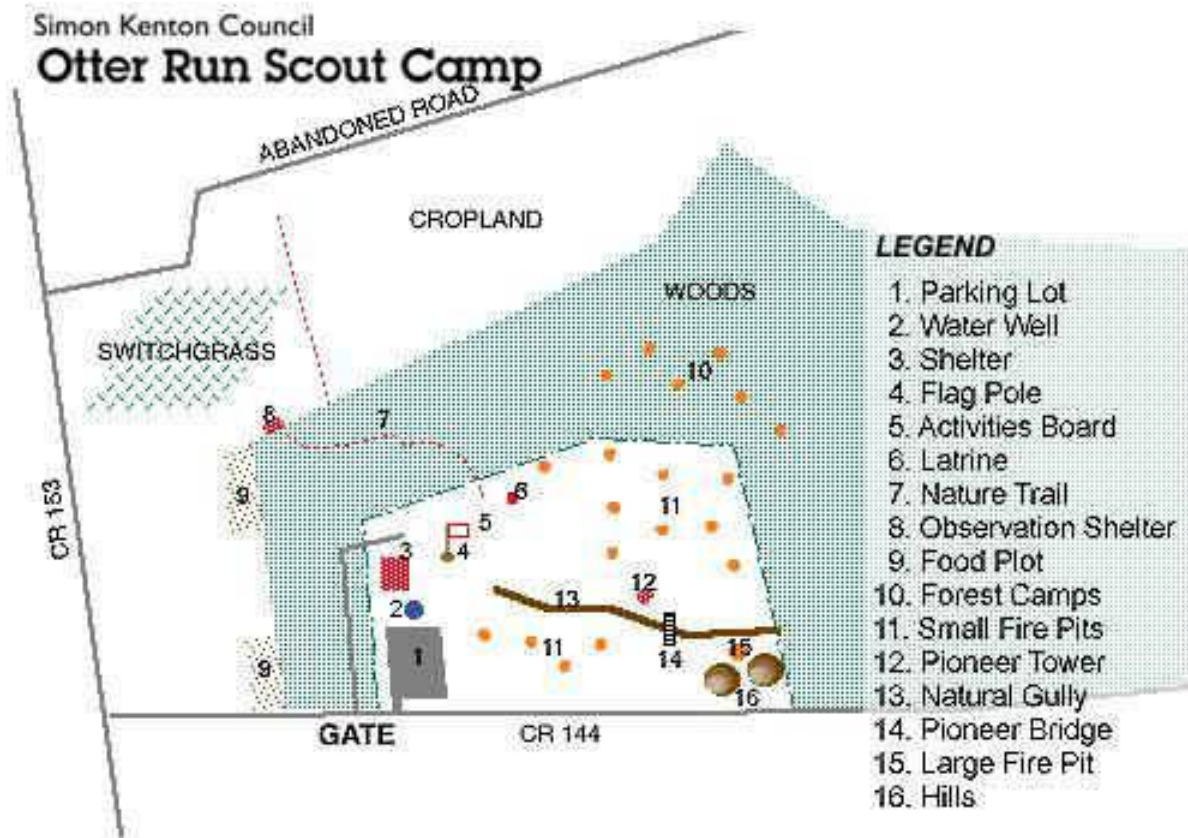 Simon Kenton Council
Otter Run Scout Camp
ABANDONED ROAD
CROPLAND
WOODS
SWITCHGRASS
CR 153
8
7
9
10
6
5
11
4
3
12
2
13
1
11
14
15
9
16
GATE
CR 144
LEGEND
1. Parking Lot
2. Water Well
3. Shelter
4. Flag Pole
5. Activities Board
6. Latrine
7. Nature Trail
8. Observation Shelter
9. Food Plot
10. Forest Camps
11. Small Fire Pits
12. Pioneer Tower
13. Natural Gully
14. Pioneer Bridge
15. Large Fire Pit
16. Hills